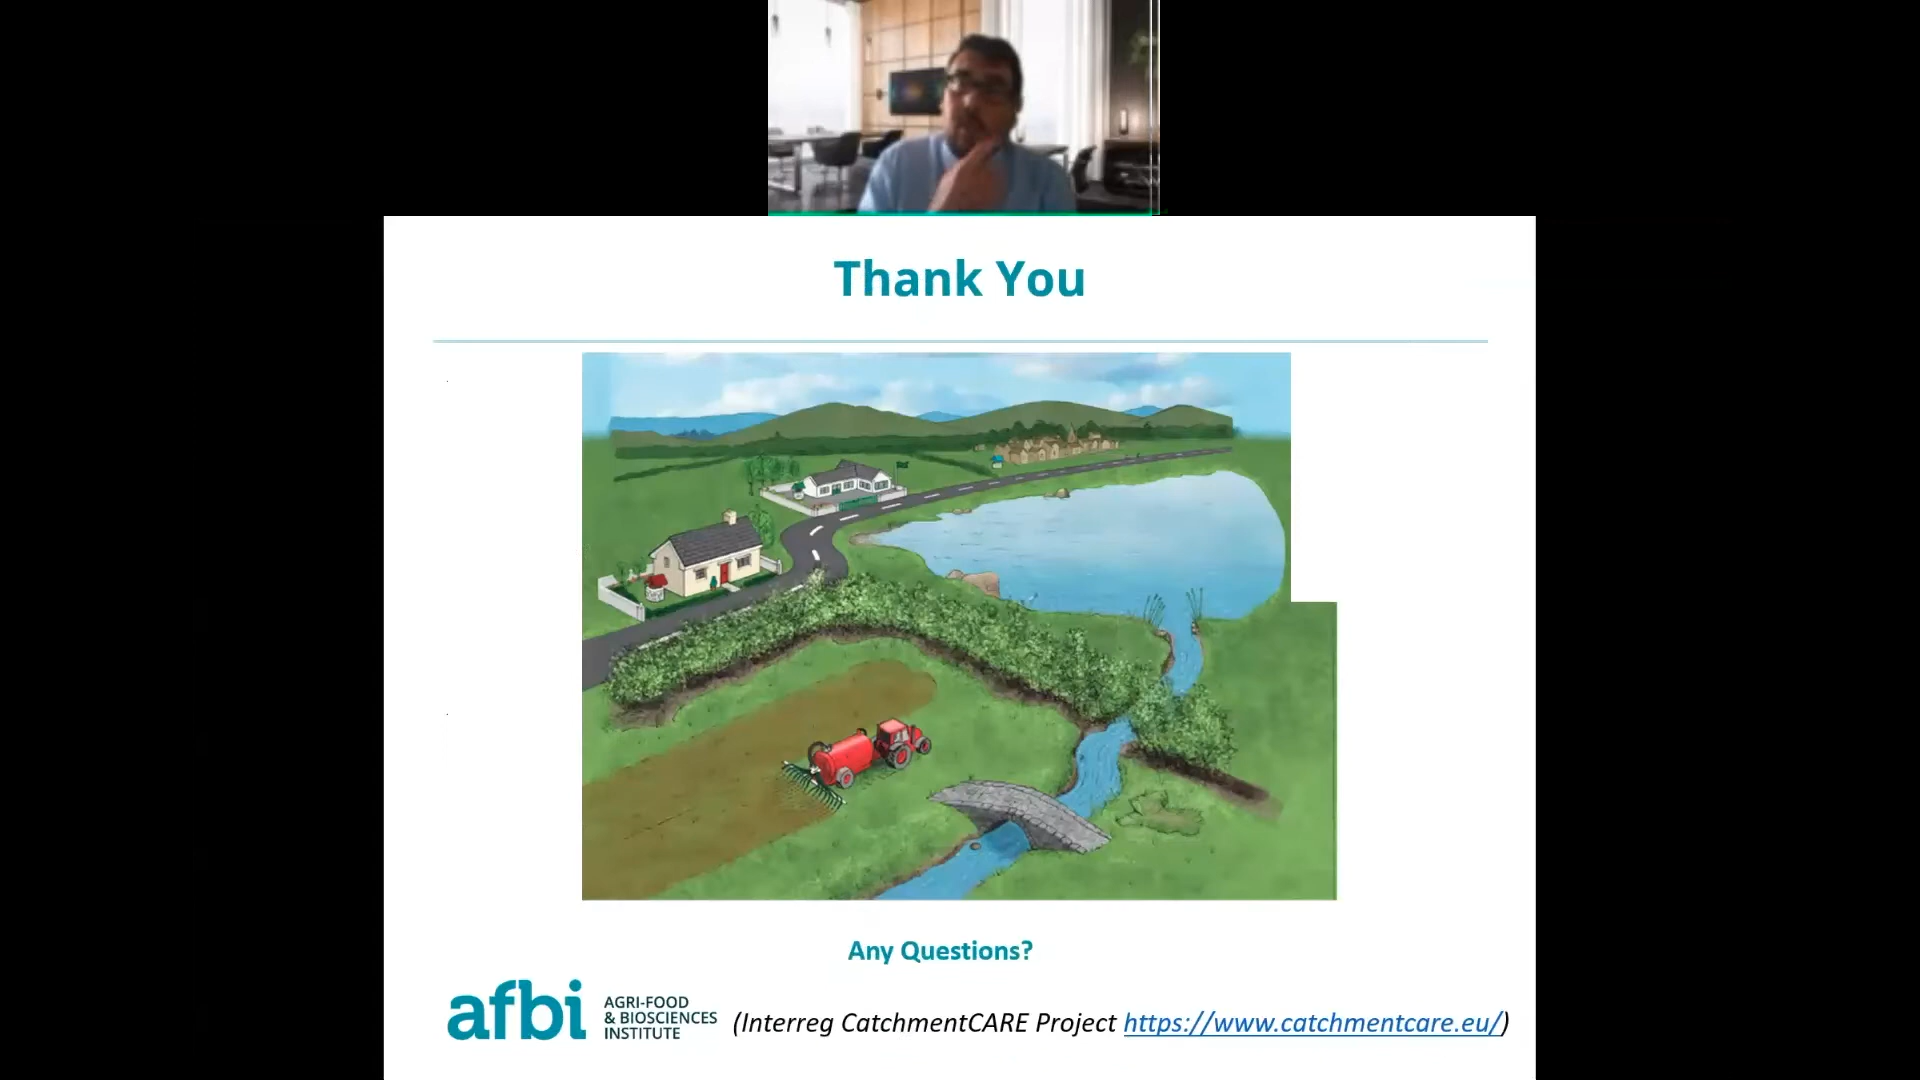 Thank You
Any Questions?
afbi
AGRI-FOOD
& BIOSCIENCES
INSTITUTE
(Interreg CatchmentCARE Project https://www.catchmentcare.eu/)